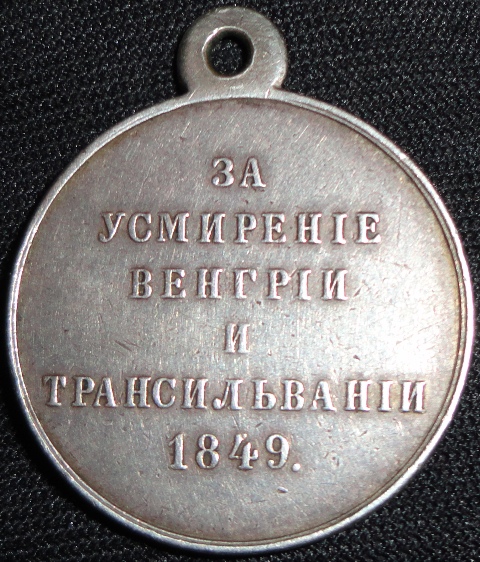 ЗА
УСМИРЕНІЕ
ВЕНГРІИ
И
ТРАНСИЛЬВАНІИ
1849.